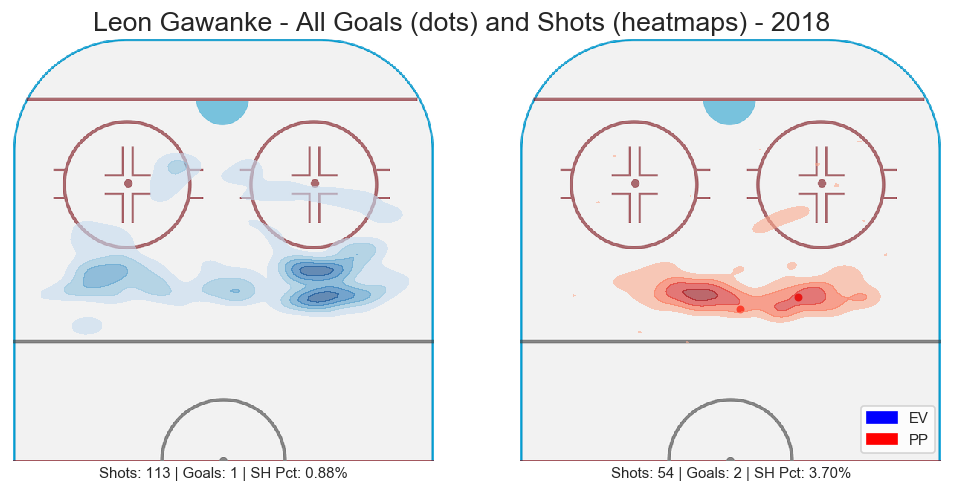 Leon Gawanke - All Goals (dots) and Shots (heatmaps) - 2018
EV
PP
Shots: 113 | Goals: 1 | SH Pct: 0.88%
Shots: 54 | Goals: 2 | SH Pct: 3.70%